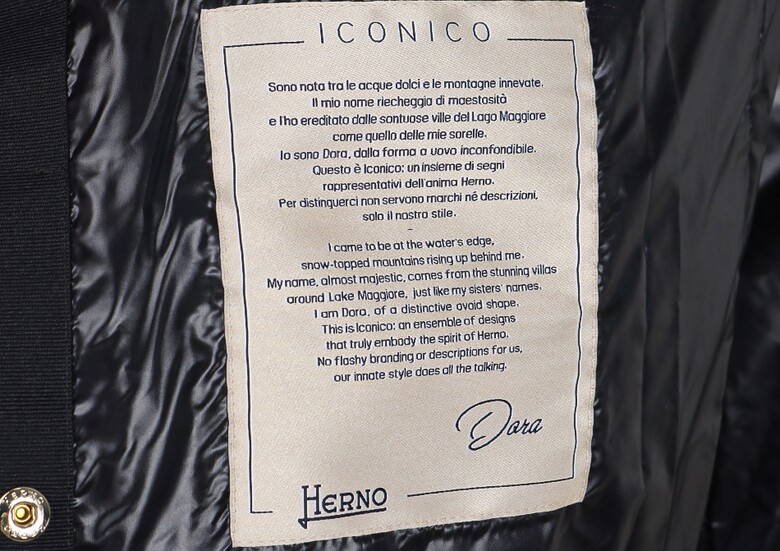 ICONICO
Sono nata tra le acque dolci e le montagne innevate.
Il mio nome riecheggia di maestosità
e l'ho ereditato dalle sontuose ville del Lago Maggiore
come quello delle mie sorelle.
Io sono Dora, dalla forma a uovo inconfondibile.
Questo è Iconico: un insieme di segni
rappresentativi dell'anima Herno.
Per distinguerci non servono marchi né descrizioni,
solo il nostro stile.
-
I came to be at the water's edge,
snow-topped mountains rising up behind me.
My name, almost majestic, comes from the stunning villas
around Lake Maggiore, just like my sisters' names.
I am Dora, of a distinctive ovoid shape.
This is Iconico: an ensemble of designs
that truly embody the spirit of Herno.
No flashy branding or descriptions for us,
our innate style does all the talking.
Dora
HERNO